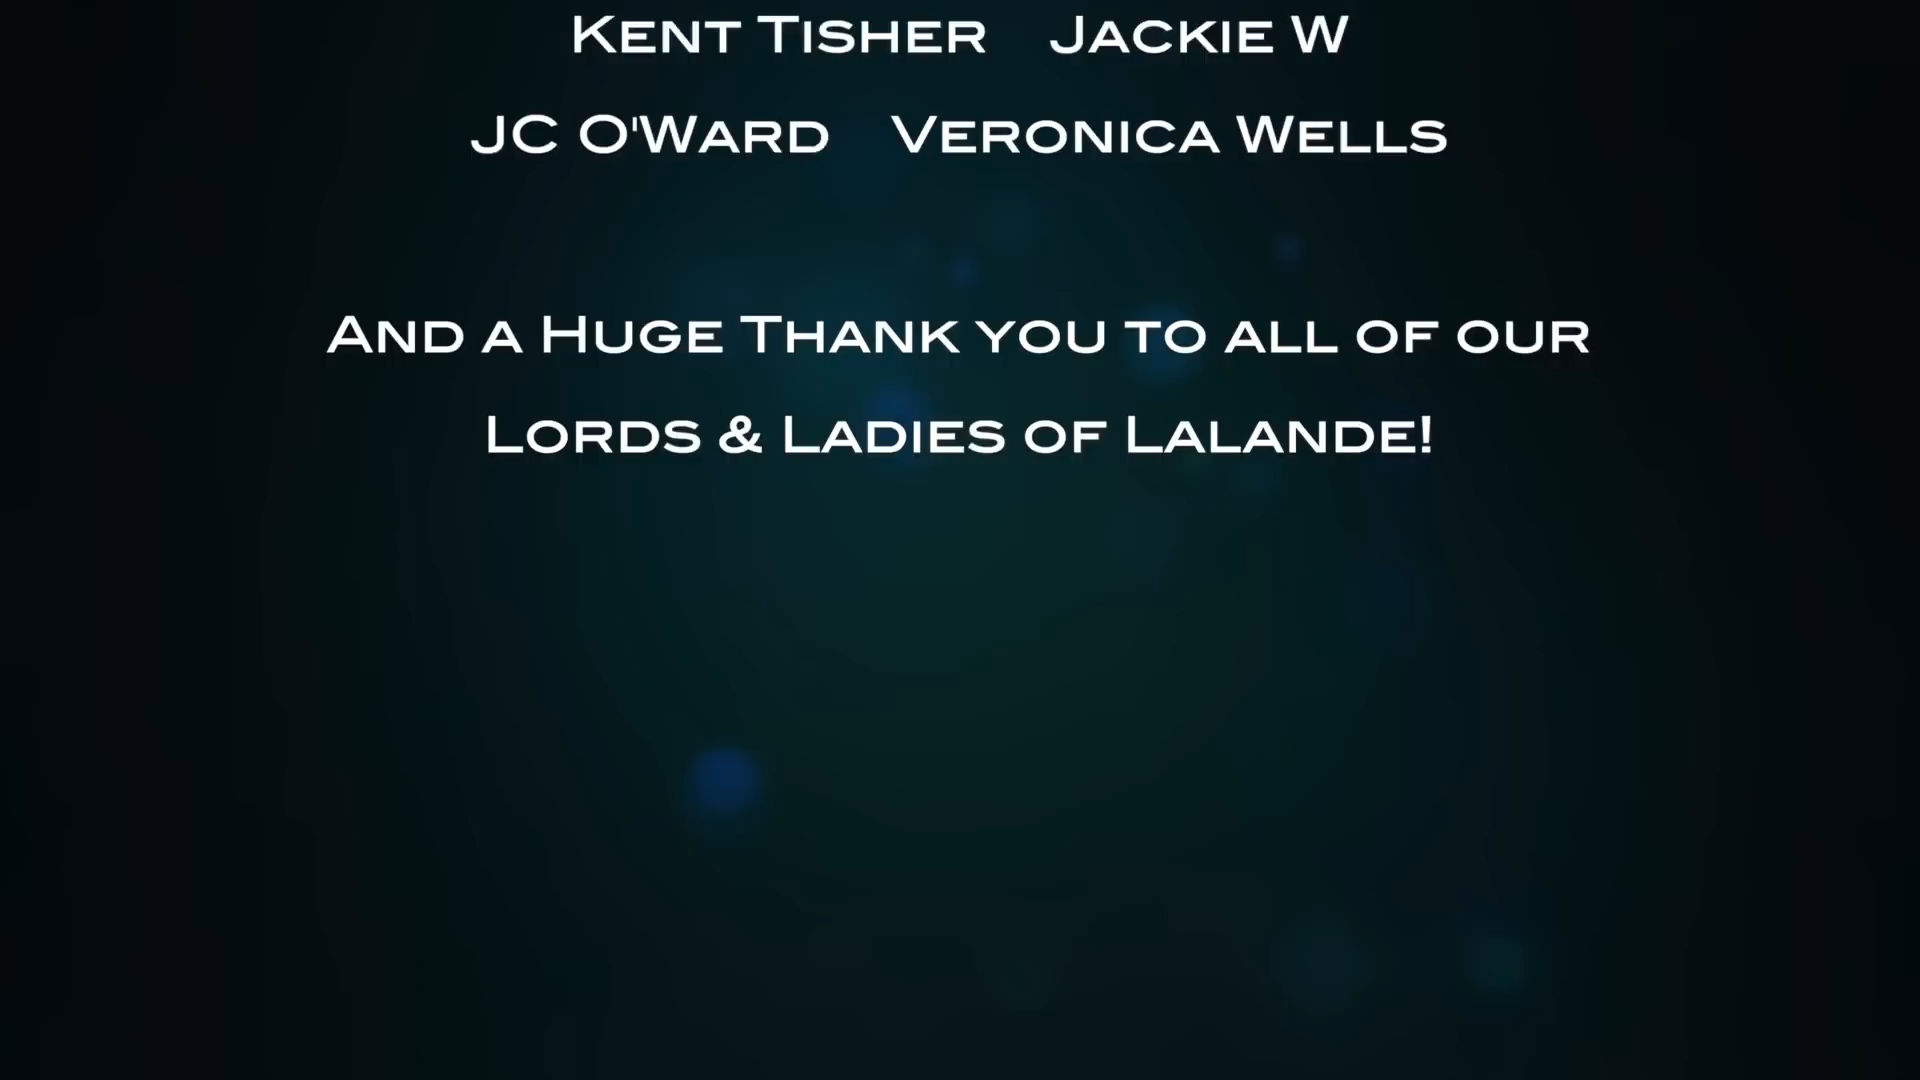 Kent Tisher Jackie W
JC O'Ward Veronica Wells
And a Huge Thank you to all of our
Lords & Ladies of Lalande!